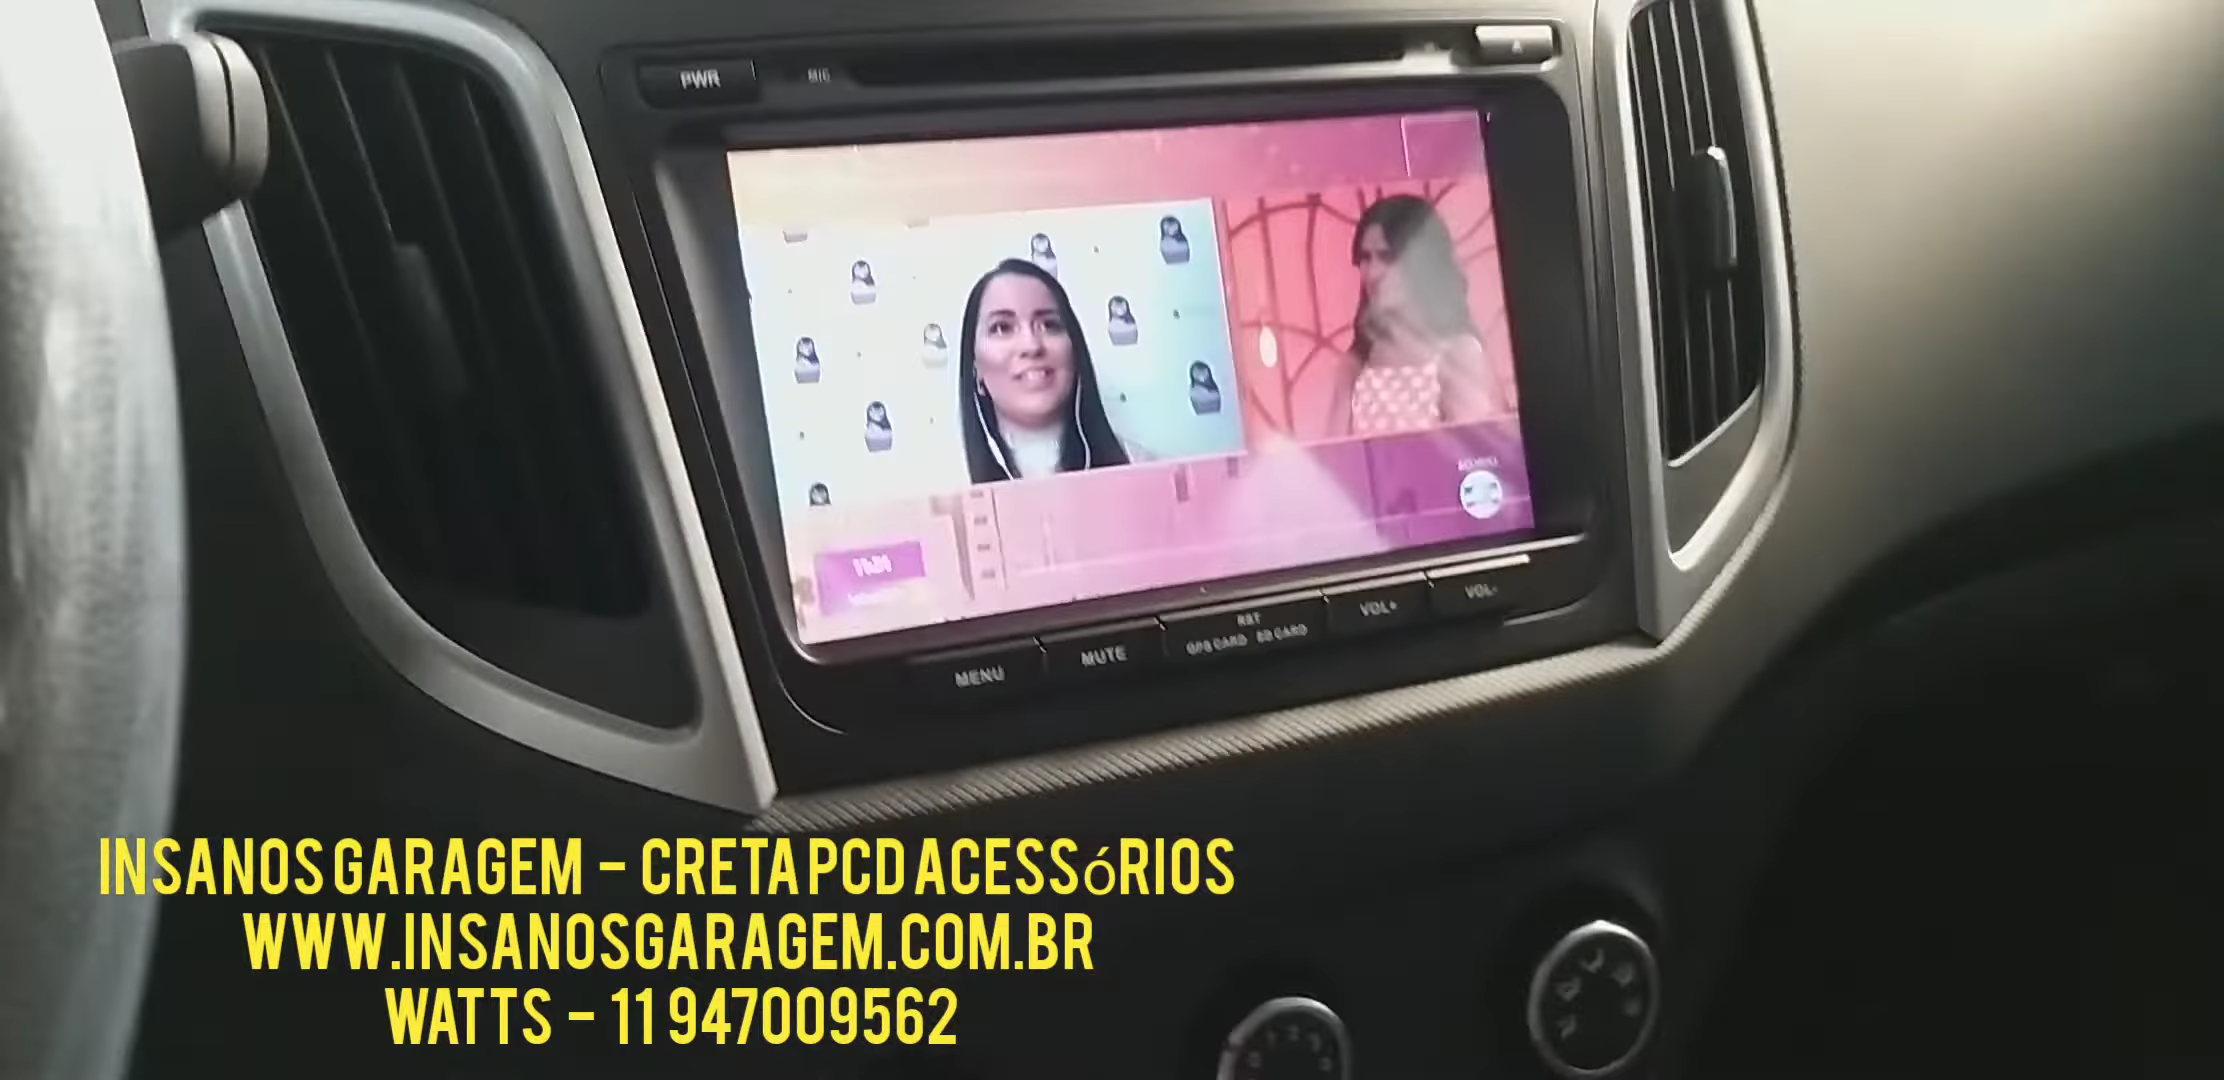 PWR
MIC
MENU
MUTE
RST
GPS CARD SD CARD
VOL+
VOL-
INSANOS GARAGEM - CRETA PCD ACESSóRIOS
WWW.INSANOSGARAGEM.COM.BR
WATTS - 11 947009562